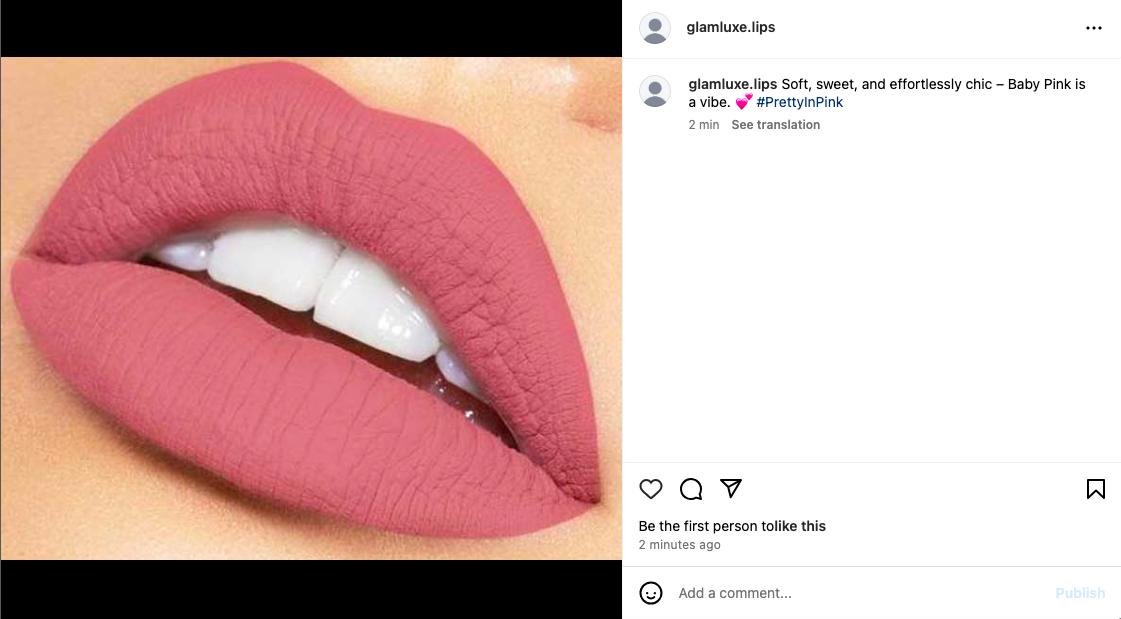 glamluxe.lips
glamluxe.lips Soft, sweet, and effortlessly chic – Baby Pink is
a vibe. 💕 #PrettyInPink
2 min See translation
Be the first person tolike this
2 minutes ago
Add a comment...
Publish